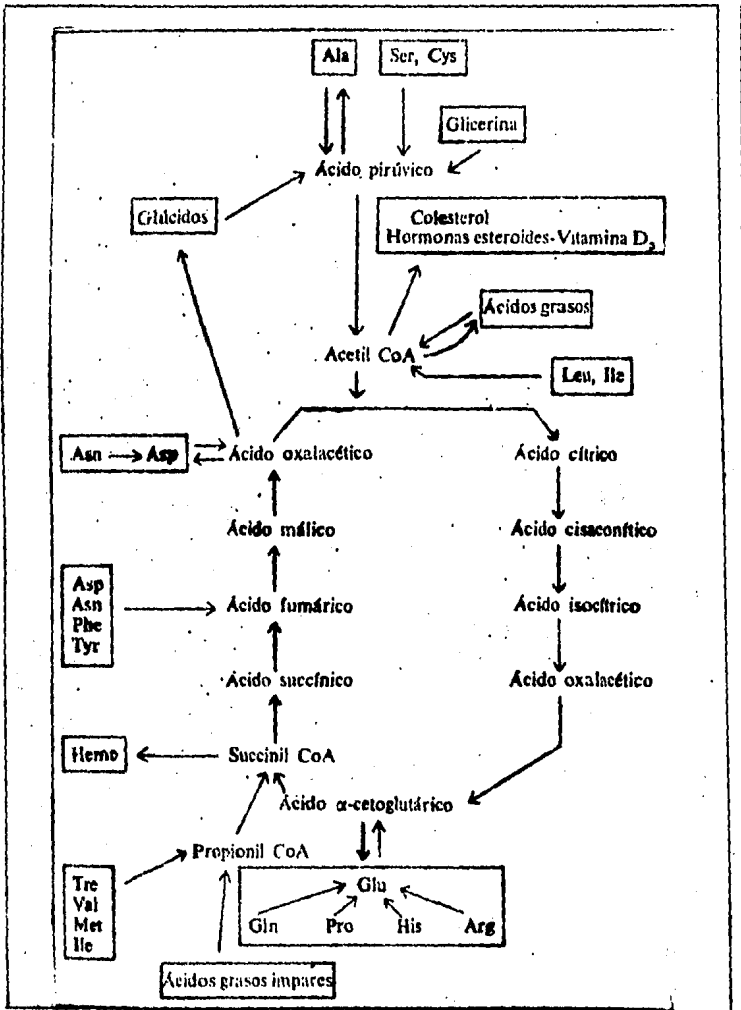 Ala
Ser, Cys
Glicerina
Ácido pirúvico
Glúcidos
Colesterol
Hormonas esteroides-Vitamina D3
Ácidos grasos
Acetil CoA
Leu, Ile
Asn → Asp
Ácido oxalacético
Ácido cítrico
Ácido málico
Ácido cisaconítico
Asp
Asn
Phe
Tyr
Ácido fumárico
Ácido isocítrico
Ácido succínico
Ácido oxalacético
Hemo
Succinil CoA
Ácido α-cetoglutárico
Propionil CoA
Tre
Val
Met
Ile
Glu
Gln Pro His Arg
Ácidos grasos impares